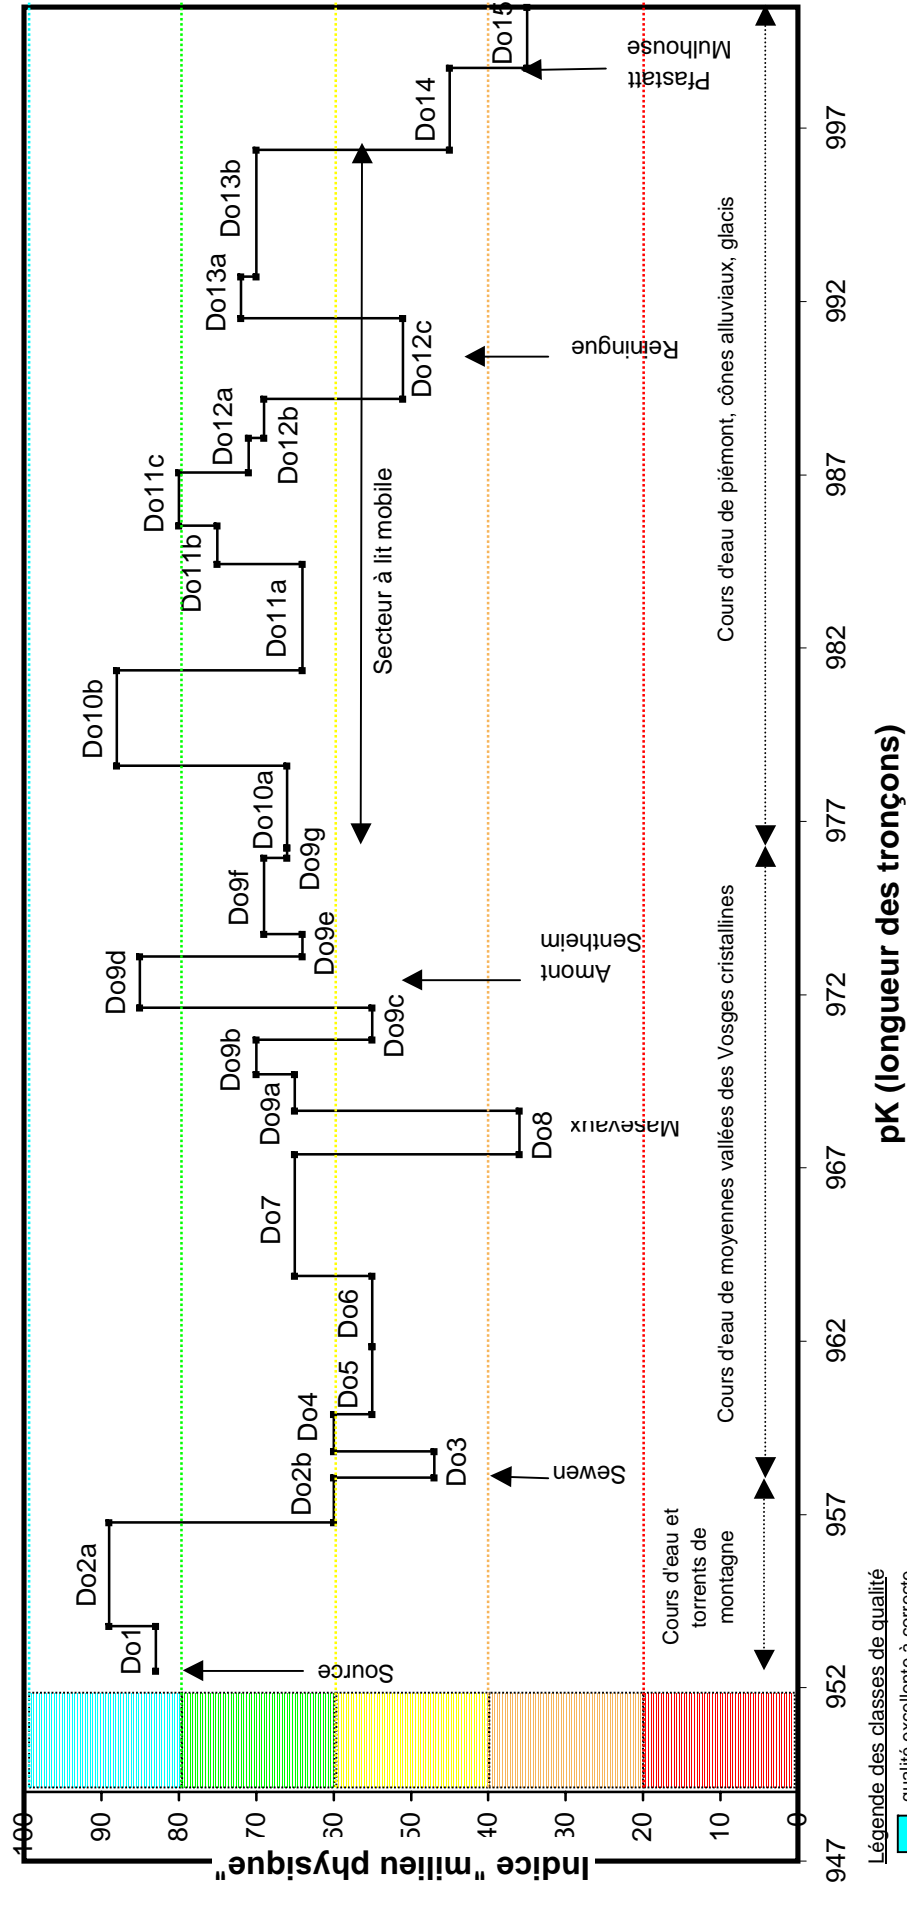 Indice "milieu physique"
100
90
80
70
50
40
30
20
10
0
Do1
Do2a
Do2b
Do3
Do4
Do5
Do6
Do7
Do8
Do9a
Do9b
Do9c
Do9d
Do9e
Do9f
Do9g
Do10a
Do10b
Do11a
Do11b
Do11c
Do12a
Do12b
Do12c
Do13a
Do13b
Do14
Do15
Secteur à lit mobile
Source
Sewen
Masevaux
Amont
Sentheim
Reiningue
Pfastatt
Mulhouse
Cours d'eau et
torrents de
montagne
Cours d'eau de moyennes vallées des Vosges cristallines
Cours d'eau de piémont, cônes alluviaux, glacis
947
952
957
962
967
972
977
982
987
992
997
pK (longueur des tronçons)
Légende des classes de qualité
qualité excellente à correcte